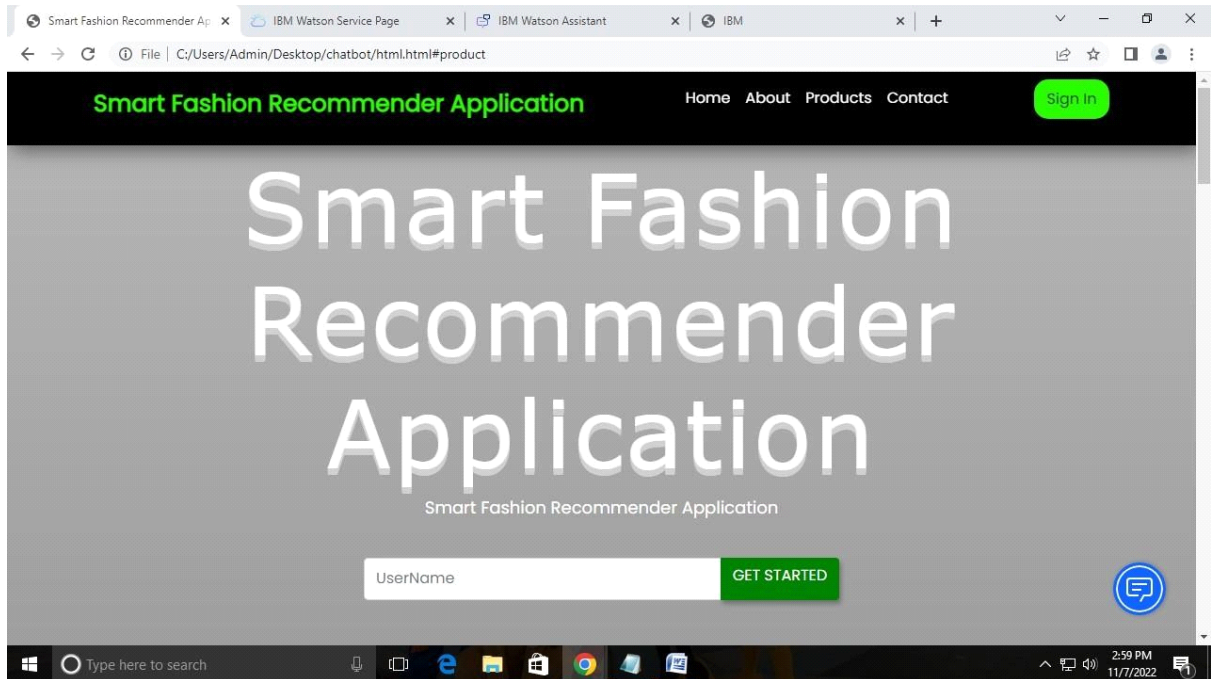 Smart Fashion Recommender Ap
IBM Watson Service Page
IBM Watson Assistant
IBM
File | C:/Users/Admin/Desktop/chatbot/html.html#product
Smart Fashion Recommender Application
Home About Products Contact
Sign In
Smart Fashion
Recommender
Application
Smart Fashion Recommender Application
UserName
GET STARTED
Type here to search
2:59 PM
11/7/2022
1